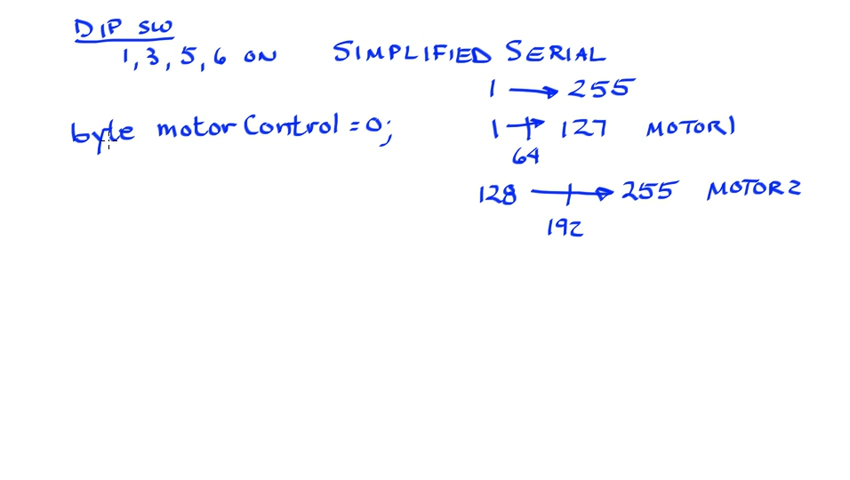 DIP SW
1, 3, 5, 6 ON SIMPLIFIED SERIAL
1 → 255
byte motorControl = 0;
1 → 127 MOTOR1
64
128 → 255 MOTOR2
192